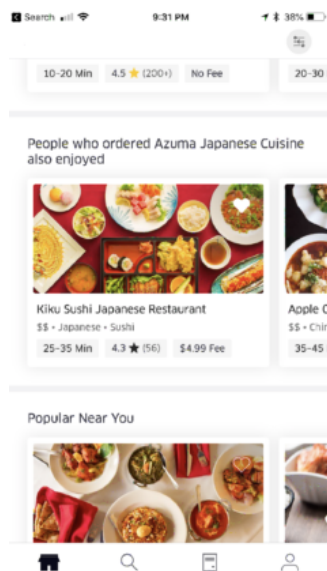 Search 9:31 PM 38%
10-20 Min 4.5 ★ (200+) No Fee 20-30
People who ordered Azuma Japanese Cuisine
also enjoyed
Kiku Sushi Japanese Restaurant Apple
$$ • Japanese • Sushi $$ •
25-35 Min 4.3 ★ (56) $4.99 Fee 35-45
Popular Near You